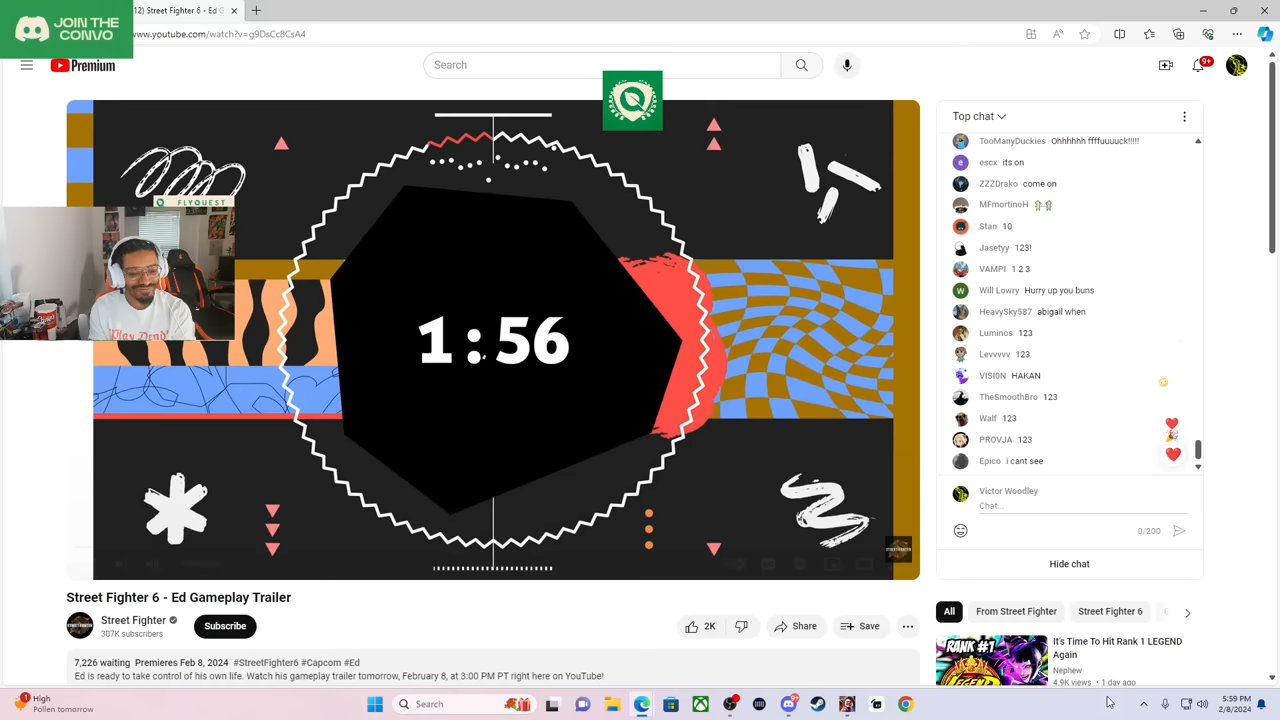 JOIN THE
CONVO
12) Street Fighter 6 - Ed G
www.youtube.com/watch?v=g9DsCc8CsA4
Premium
Search
9+
FLYQUEST
1:56
Top chat
TooManyDuckies Ohhhhhh ffffuuuuck!!!!!
escx its on
ZZZDrako come on
MFmortinoH
Stan 10
Jasetyy 123!
VAMPI 1 2 3
Will Lowry Hurry up you buns
HeavySky587 abigail when
Luminos 123
Levvvvv 123
VISI0N HAKAN
TheSmoothBro 123
Walf 123
PROVJA 123
Epico i cant see
Victor Woodley
Chat...
0/200
Hide chat
Street Fighter 6 - Ed Gameplay Trailer
Street Fighter
307K subscribers
Subscribe
2K
Share
Save
7,226 waiting Premieres Feb 8, 2024 #StreetFighter6 #Capcom #Ed
Ed is ready to take control of his own life. Watch his gameplay trailer tomorrow, February 8, at 3:00 PM PT right here on YouTube!
All
From Street Fighter
Street Fighter 6
RANK #1
LEGEND
It's Time To Hit Rank 1 LEGEND
Again
Nephew
4.9K views • 1 day ago
High
Pollen tomorrow
Search
5:59 PM
2/8/2024